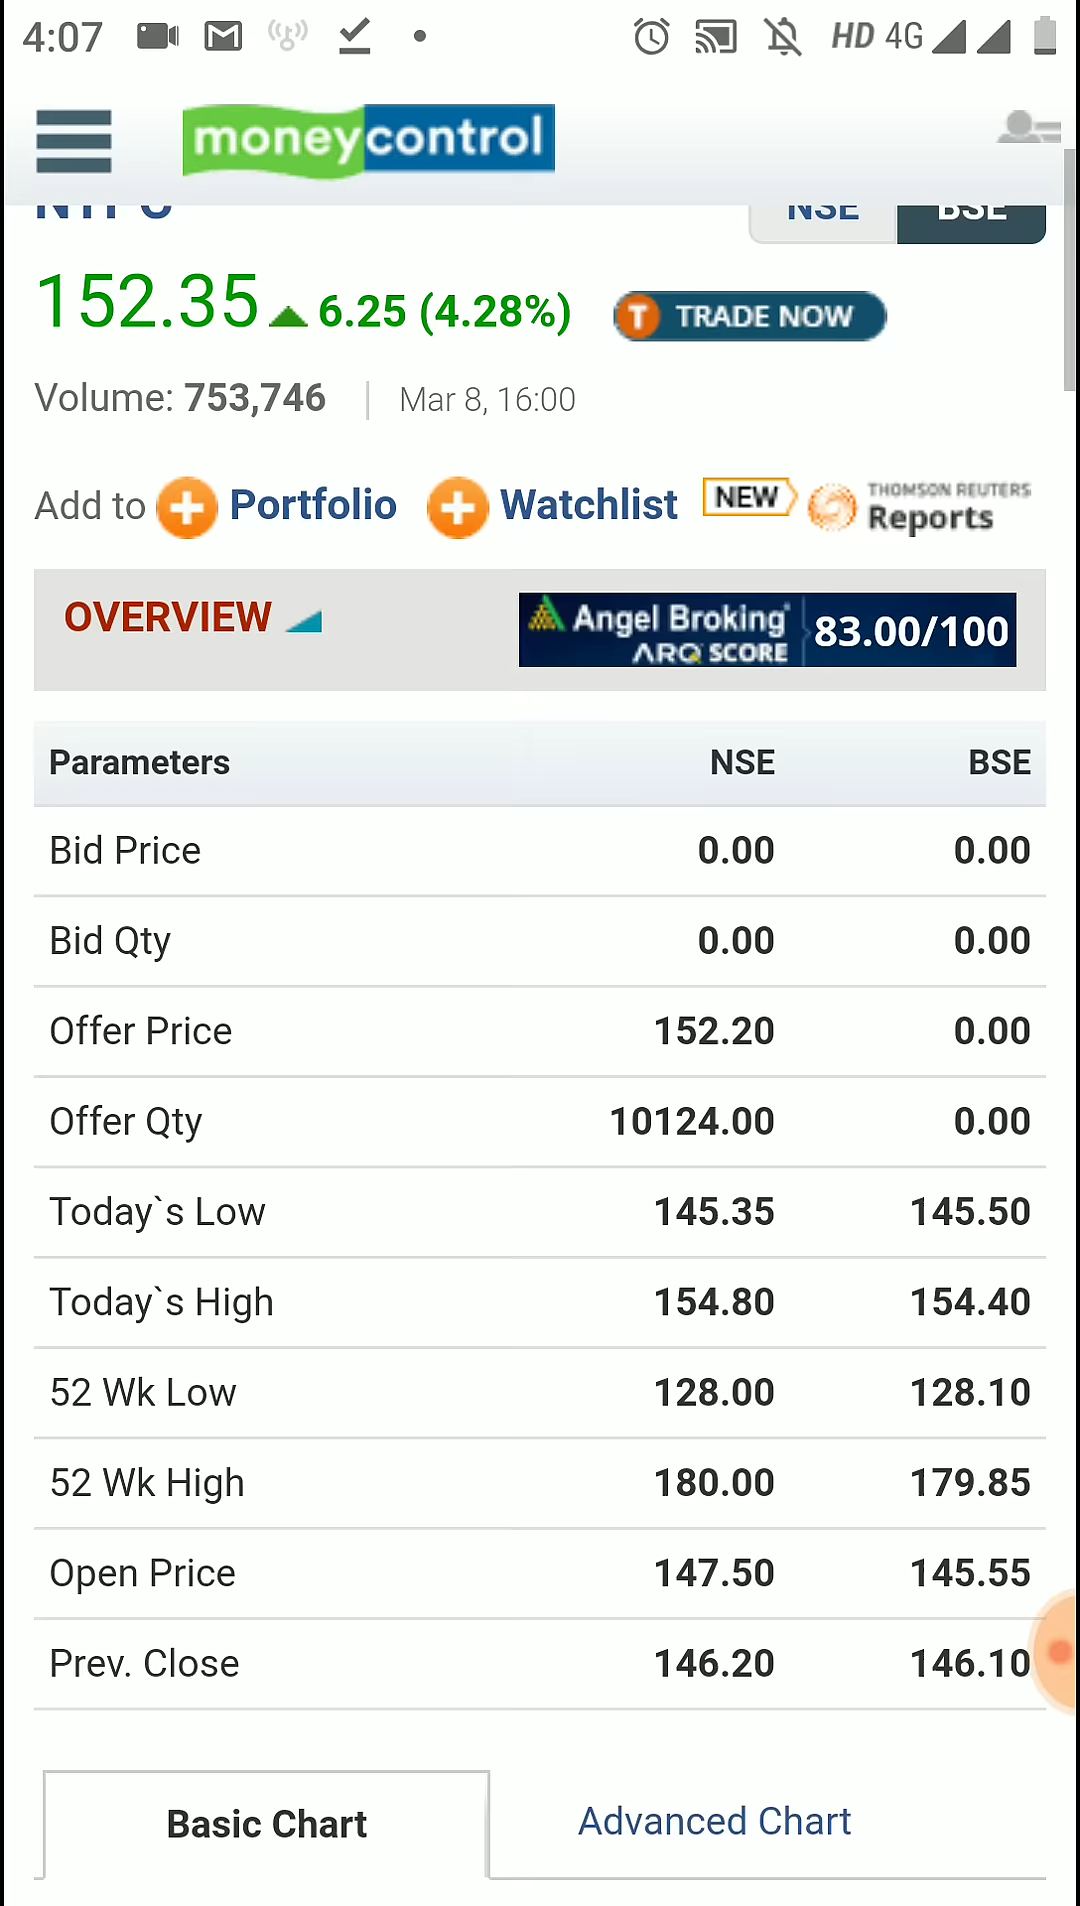 4:07 HD 4G
moneycontrol
NTPC NSE BSE
152.35 6.25 (4.28%) T TRADE NOW
Volume: 753,746 | Mar 8, 16:00
Add to Portfolio Watchlist NEW THOMSON REUTERS Reports
OVERVIEW Angel Broking ARQ SCORE 83.00/100
Parameters NSE BSE
Bid Price 0.00 0.00
Bid Qty 0.00 0.00
Offer Price 152.20 0.00
Offer Qty 10124.00 0.00
Today`s Low 145.35 145.50
Today`s High 154.80 154.40
52 Wk Low 128.00 128.10
52 Wk High 180.00 179.85
Open Price 147.50 145.55
Prev. Close 146.20 146.10
Basic Chart Advanced Chart